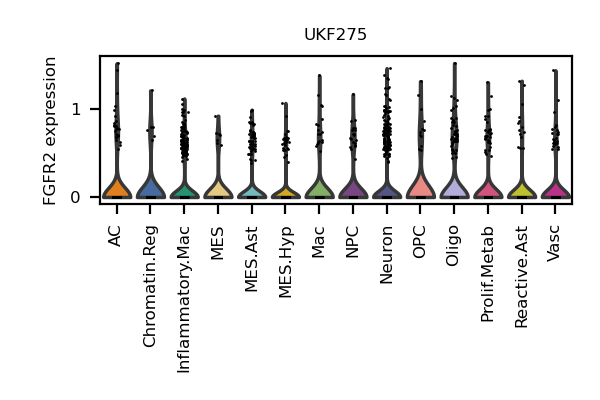 UKF275
FGFR2 expression
1
0
AC
Chromatin.Reg
Inflammatory.Mac
MES
MES.Ast
MES.Hyp
Mac
NPC
Neuron
OPC
Oligo
Prolif.Metab
Reactive.Ast
Vasc